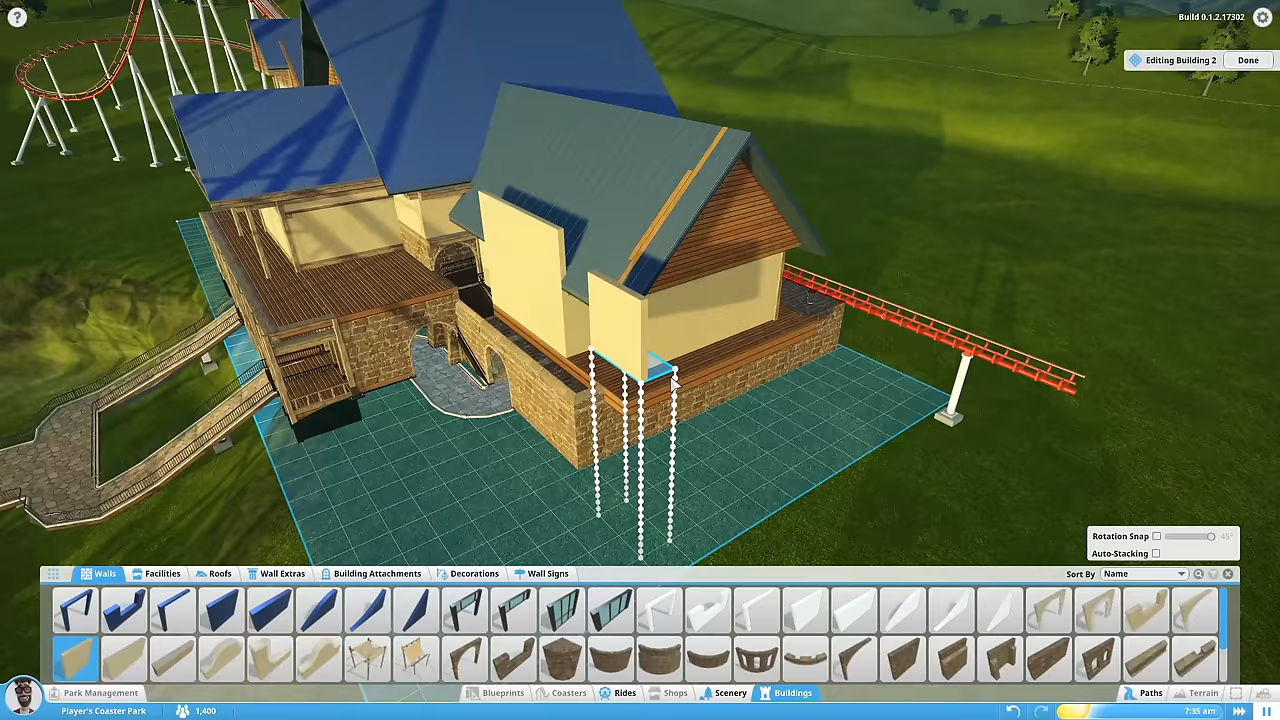 ?
Build 0.1.2.17302
Editing Building 2 Done
Rotation Snap 45°
Auto-Stacking
Walls Facilities Roofs Wall Extras Building Attachments Decorations Wall Signs Sort By Name
Park Management Blueprints Coasters Rides Shops Scenery Buildings Paths Terrain
Player's Coaster Park 1,400 7:35 am